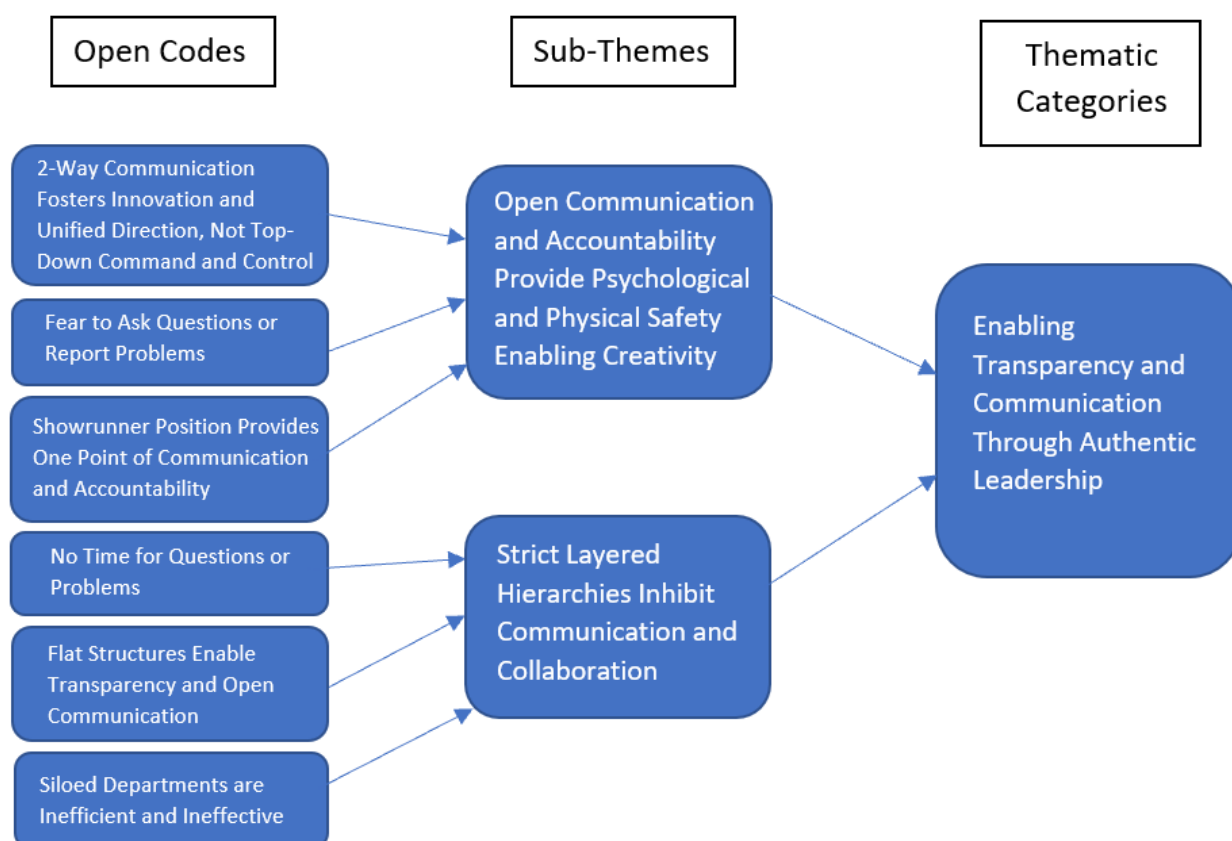 Open Codes
Sub-Themes
Thematic
Categories
2-Way Communication
Fosters Innovation and
Unified Direction, Not Top-
Down Command and Control
Fear to Ask Questions or
Report Problems
Showrunner Position Provides
One Point of Communication
and Accountability
No Time for Questions or
Problems
Flat Structures Enable
Transparency and Open
Communication
Siloed Departments are
Inefficient and Ineffective
Open Communication
and Accountability
Provide Psychological
and Physical Safety
Enabling Creativity
Strict Layered
Hierarchies Inhibit
Communication and
Collaboration
Enabling
Transparency and
Communication
Through Authentic
Leadership